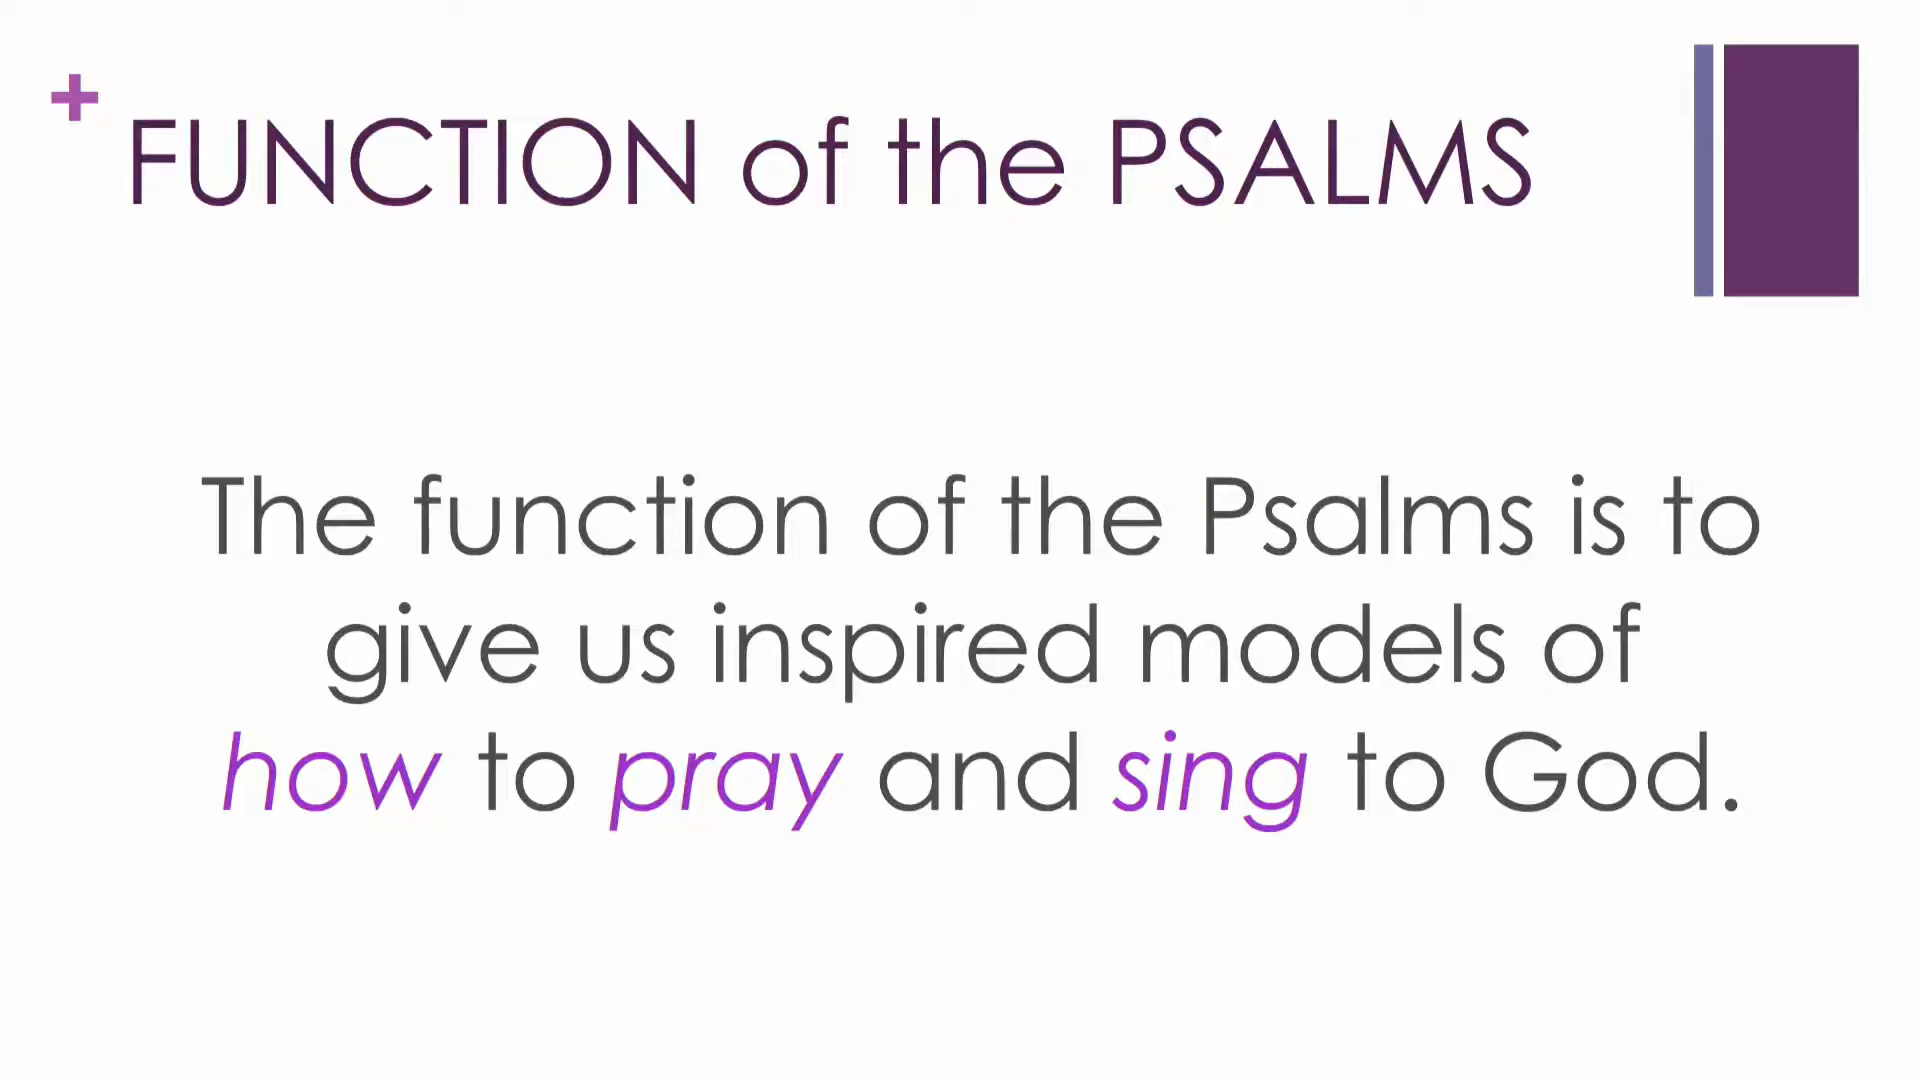 +
FUNCTION of the PSALMS
The function of the Psalms is to
give us inspired models of
how to pray and sing to God.